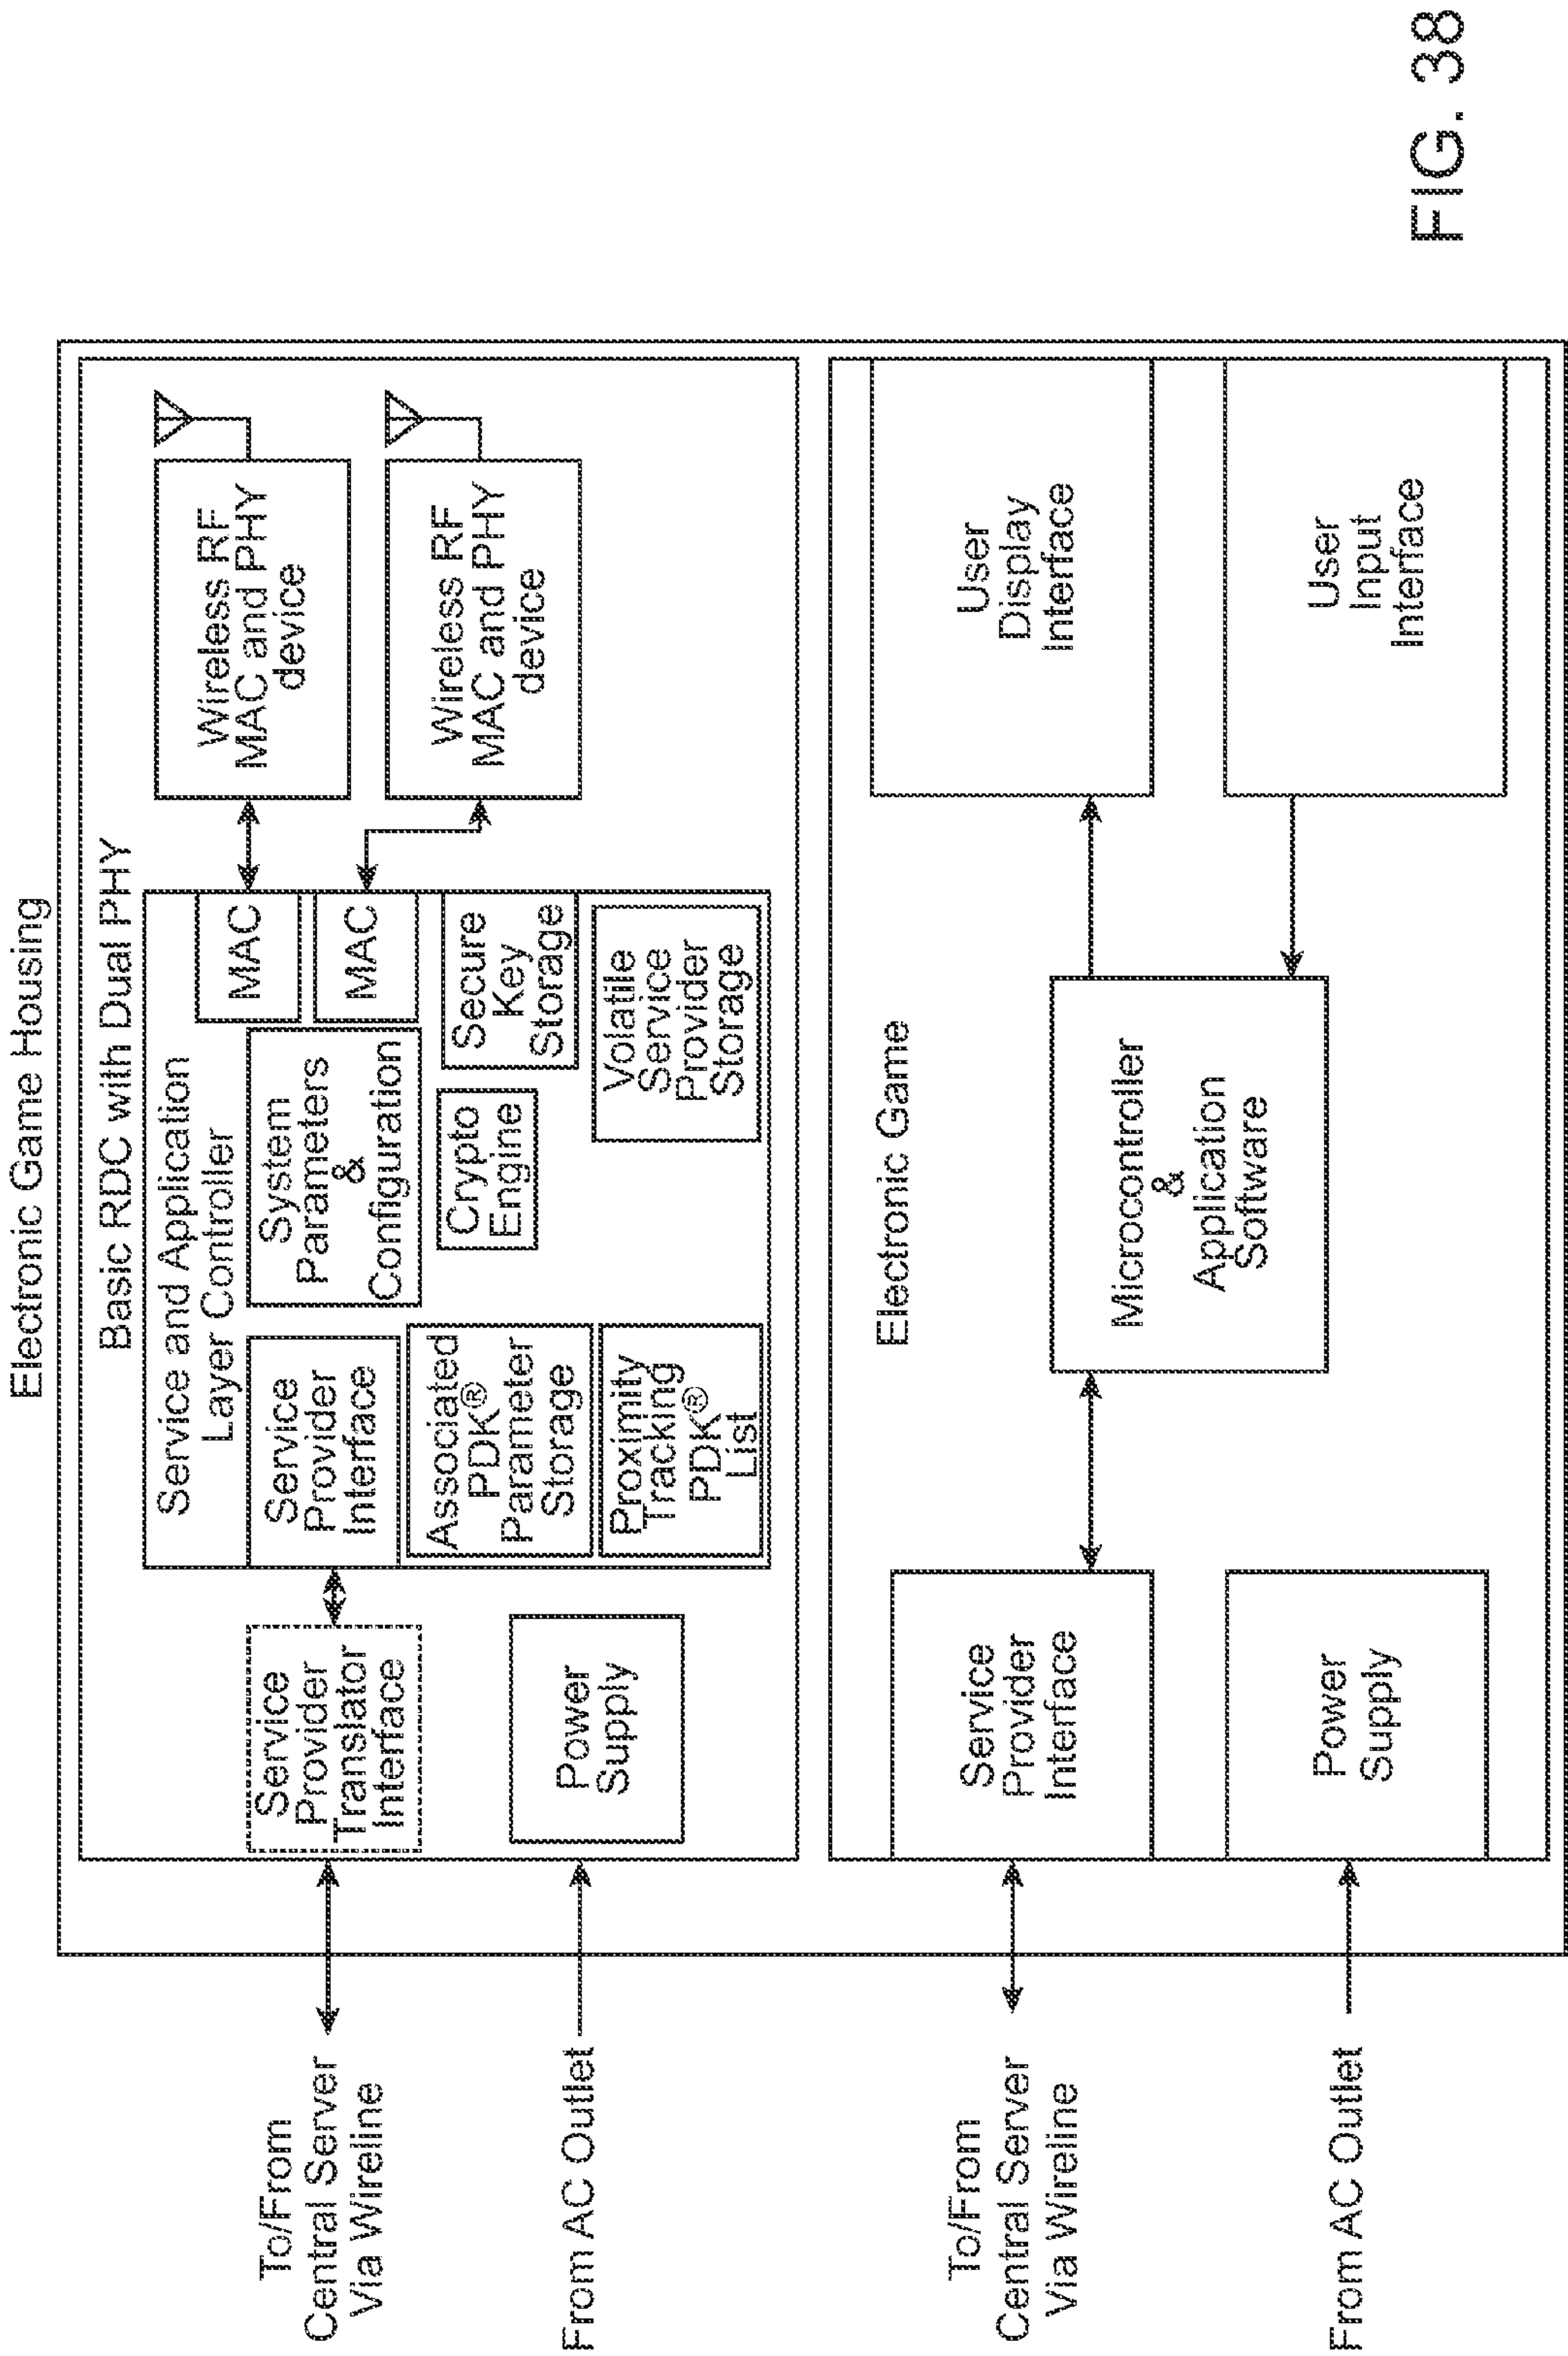 Electronic Game Housing
Basic RDC with Dual PHY
Service and Application
Layer Controller
To/From
Central Server
Via Wireline
Service
Provider
Translator
Interface
Service
Provider
Interface
System
Parameters
&
Configuration
MAC
MAC
Wireless RF
MAC and PHY
device
Wireless RF
MAC and PHY
device
From AC Outlet
Power
Supply
Associated
PDK®
Parameter
Storage
Crypto
Engine
Secure
Key
Storage
Proximity
Tracking
PDK®
List
Volatile
Service
Provider
Storage
Electronic Game
To/From
Central Server
Via Wireline
Service
Provider
Interface
Microcontroller
&
Application
Software
User
Display
Interface
From AC Outlet
Power
Supply
User
Input
Interface
FIG. 38